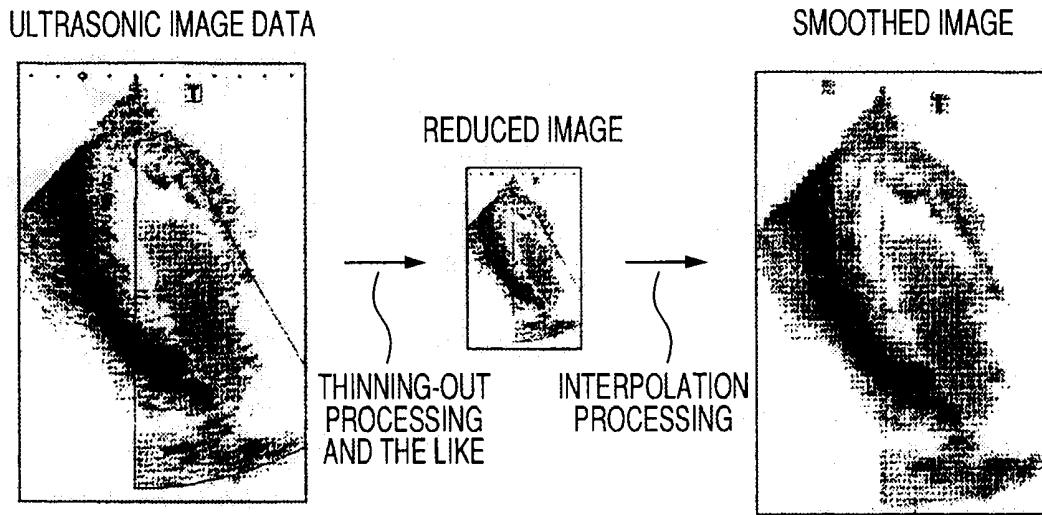 ULTRASONIC IMAGE DATA
SMOOTHED IMAGE
T
T
REDUCED IMAGE
THINNING-OUT
PROCESSING
AND THE LIKE
INTERPOLATION
PROCESSING